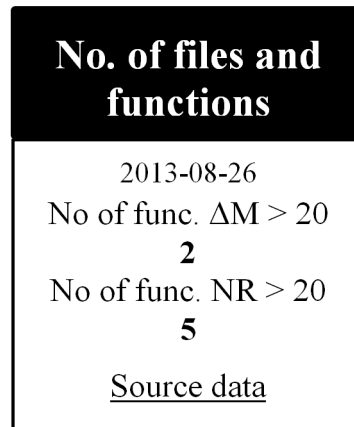 No. of files and
functions
2013-08-26
No of func. ΔM > 20
2
No of func. NR > 20
5
Source data